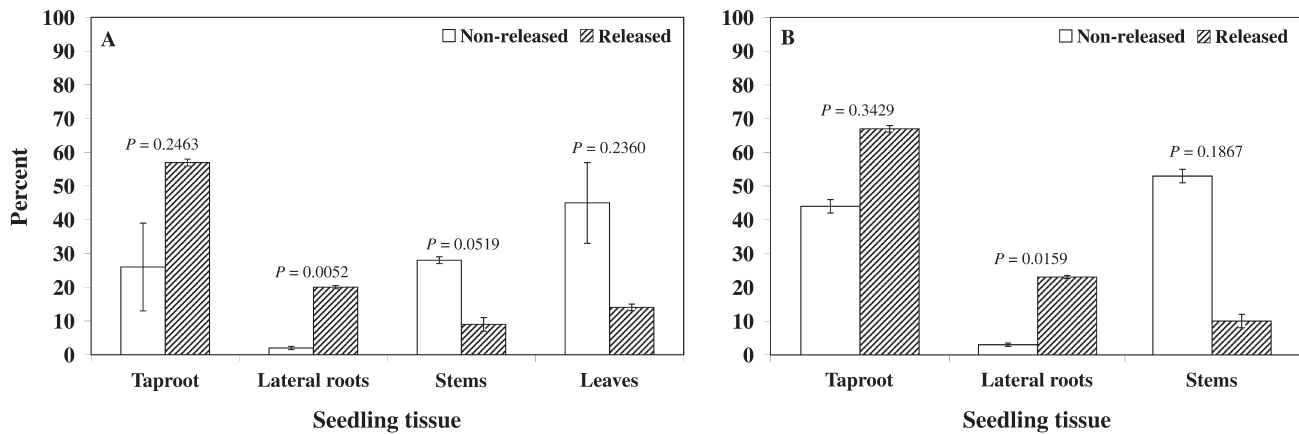 A
Non-released Released
Percent
100
90
80
70
60
50
40
30
20
10
0
P = 0.2463
P = 0.0052
P = 0.0519
P = 0.2360
Taproot Lateral roots Stems Leaves
Seedling tissue
B
Non-released Released
100
90
80
70
60
50
40
30
20
10
0
P = 0.3429
P = 0.0159
P = 0.1867
Taproot Lateral roots Stems
Seedling tissue